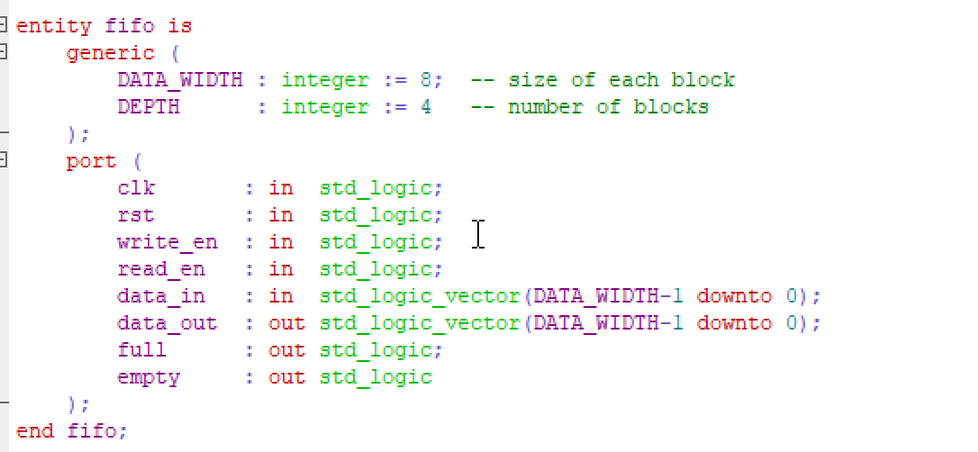 entity fifo is
    generic (
        DATA_WIDTH : integer := 8;  -- size of each block
        DEPTH      : integer := 4   -- number of blocks
    );
    port (
        clk       : in  std_logic;
        rst       : in  std_logic;
        write_en  : in  std_logic;
        read_en   : in  std_logic;
        data_in   : in  std_logic_vector(DATA_WIDTH-1 downto 0);
        data_out  : out std_logic_vector(DATA_WIDTH-1 downto 0);
        full      : out std_logic;
        empty     : out std_logic
    );
end fifo;